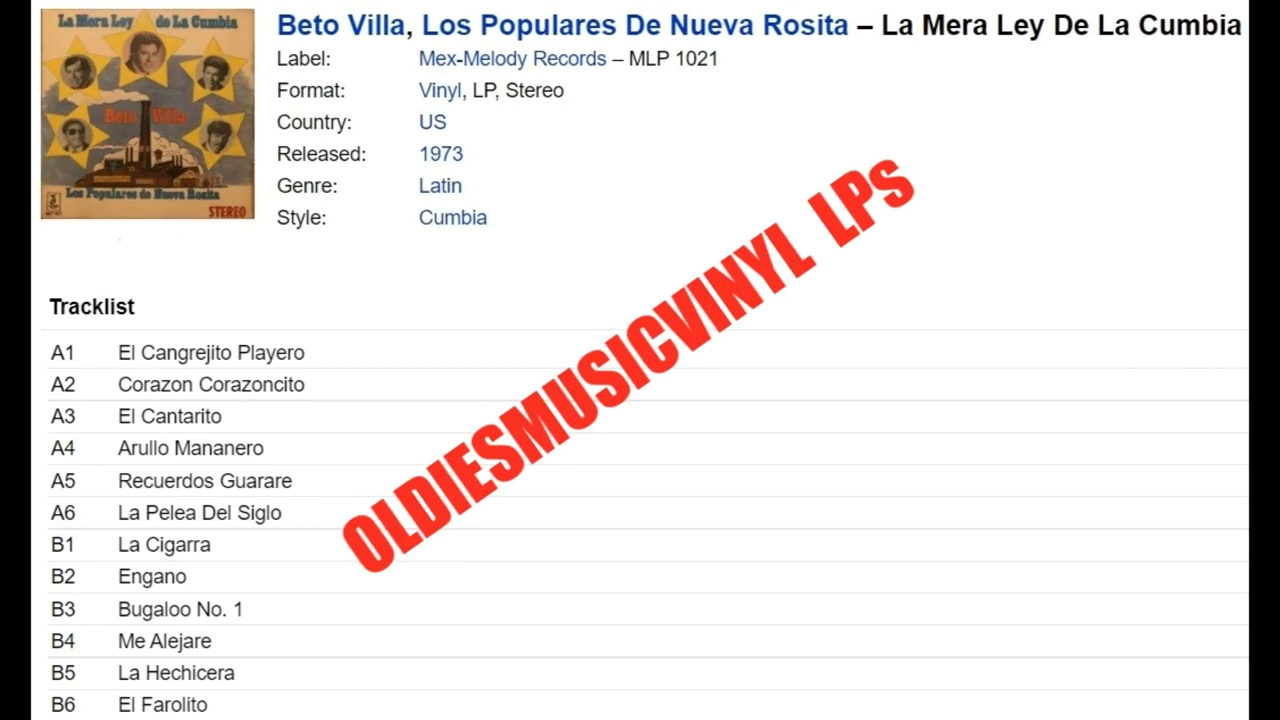 La Mera Ley de La Cumbia
Beto Villa
Los Populares de Nueva Rosita
STEREO
Beto Villa, Los Populares De Nueva Rosita – La Mera Ley De La Cumbia
Label: Mex-Melody Records – MLP 1021
Format: Vinyl, LP, Stereo
Country: US
Released: 1973
Genre: Latin
Style: Cumbia
OLDIESMUSICVINYL LPs
Tracklist
A1 El Cangrejito Playero
A2 Corazon Corazoncito
A3 El Cantarito
A4 Arullo Mananero
A5 Recuerdos Guarare
A6 La Pelea Del Siglo
B1 La Cigarra
B2 Engano
B3 Bugaloo No. 1
B4 Me Alejare
B5 La Hechicera
B6 El Farolito